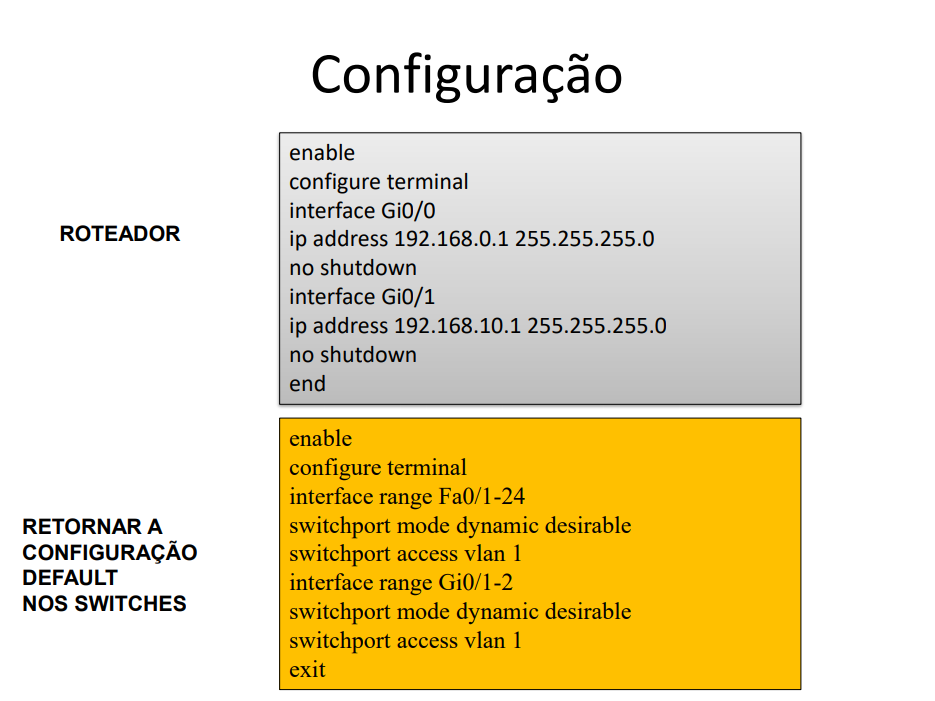 Configuração
ROTEADOR
enable
configure terminal
interface Gi0/0
ip address 192.168.0.1 255.255.255.0
no shutdown
interface Gi0/1
ip address 192.168.10.1 255.255.255.0
no shutdown
end
RETORNAR A
CONFIGURAÇÃO
DEFAULT
NOS SWITCHES
enable
configure terminal
interface range Fa0/1-24
switchport mode dynamic desirable
switchport access vlan 1
interface range Gi0/1-2
switchport mode dynamic desirable
switchport access vlan 1
exit